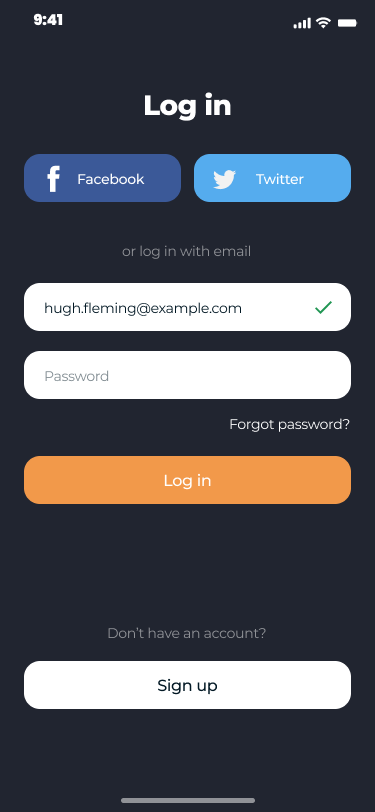 9:41
Log in
Facebook
Twitter
or log in with email
hugh.fleming@example.com
Password
Forgot password?
Log in
Don't have an account?
Sign up